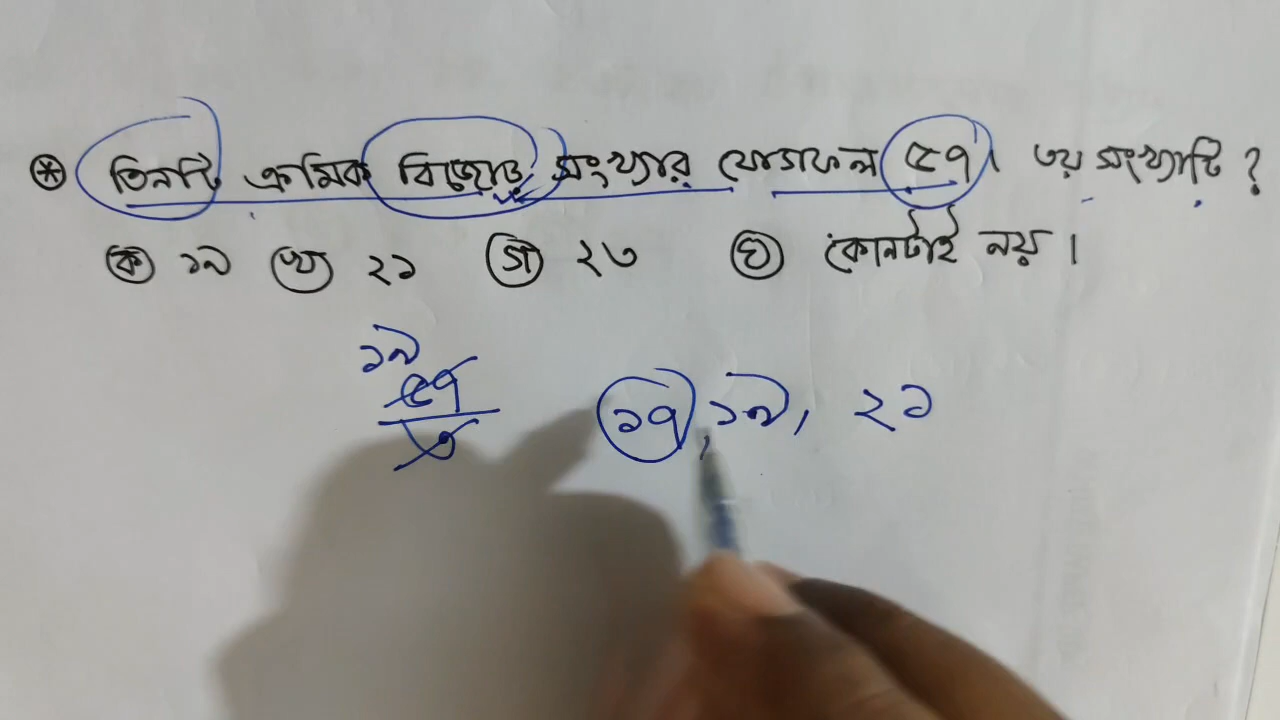 তিনটি ক্রমিক বিজোড় সংখ্যার যোগফল ৫৭। ৩য় সংখ্যাটি ?
ক ১৯ খ ২১ গ ২৩ ঘ কোনটাই নয়।
১৯
৫৭
৩
১৭, ১৯, ২১